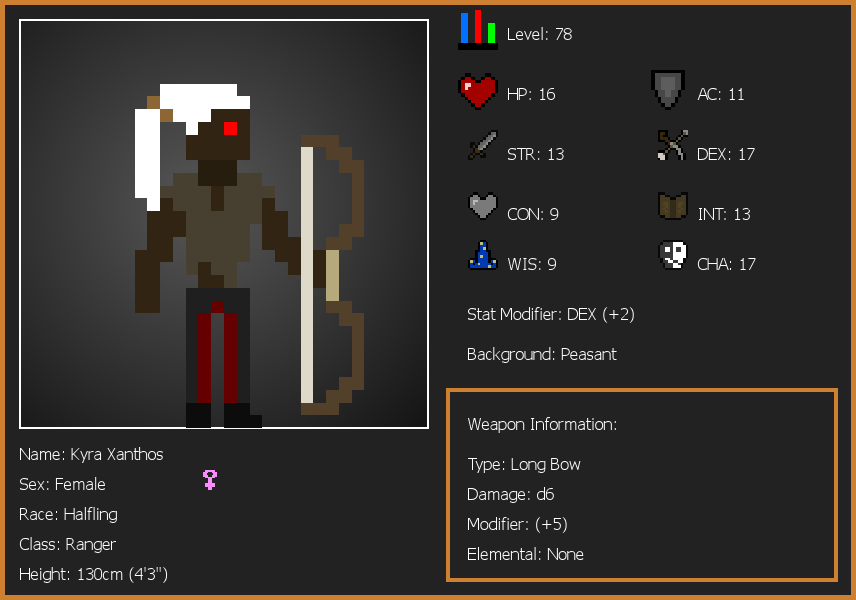 Level: 78
HP: 16
AC: 11
STR: 13
DEX: 17
CON: 9
INT: 13
WIS: 9
CHA: 17
Stat Modifier: DEX (+2)
Background: Peasant
Weapon Information:
Type: Long Bow
Damage: d6
Modifier: (+5)
Elemental: None
Name: Kyra Xanthos
Sex: Female
Race: Halfling
Class: Ranger
Height: 130cm (4'3")